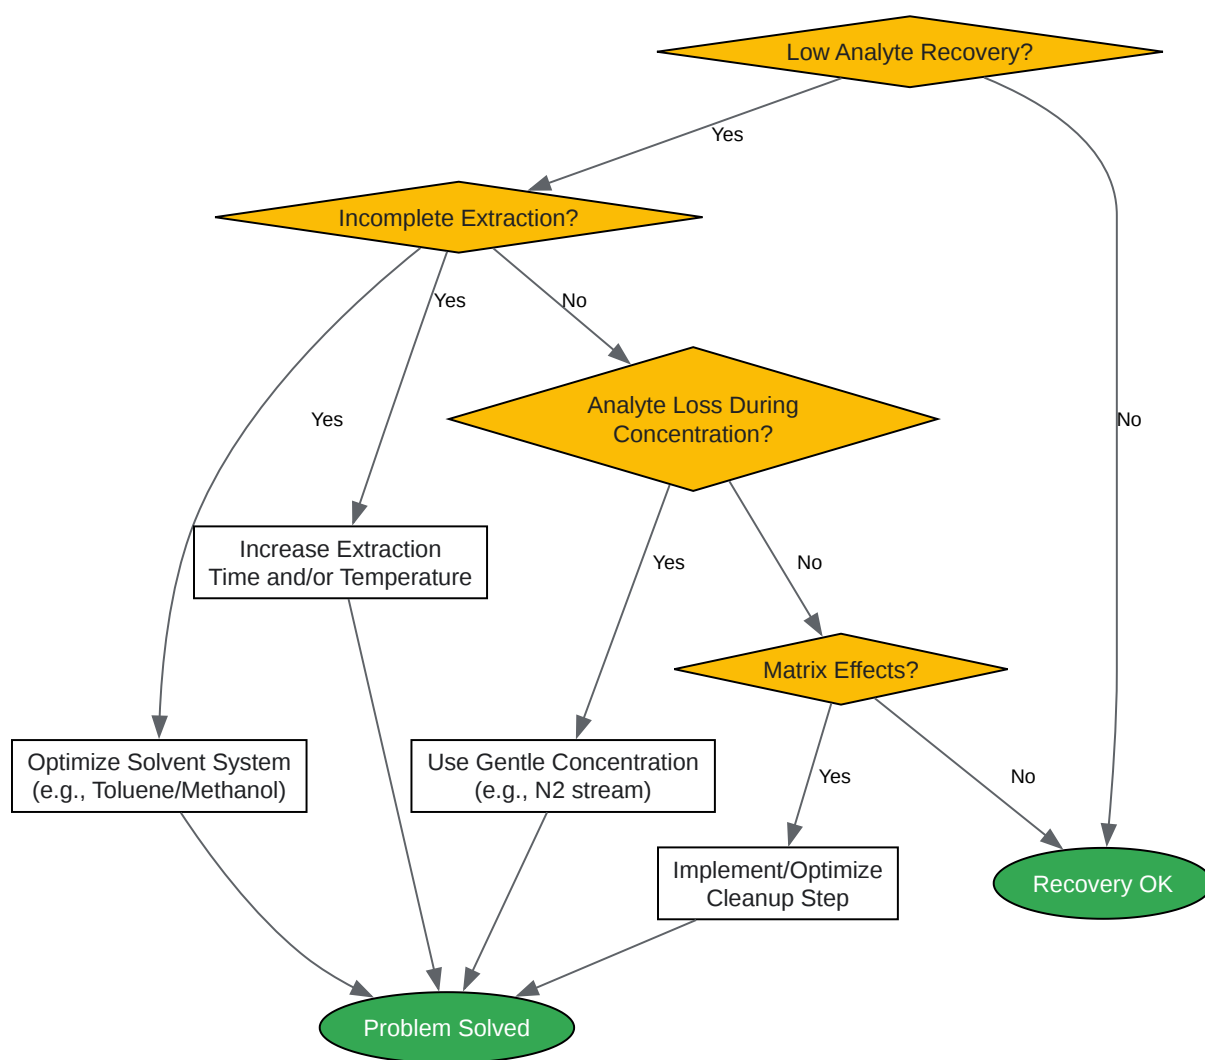 Low Analyte Recovery?
Yes
Incomplete Extraction?
Yes
No
Analyte Loss During
Concentration?
Yes
No
Increase Extraction
Time and/or Temperature
Yes
No
Matrix Effects?
Optimize Solvent System
(e.g., Toluene/Methanol)
Use Gentle Concentration
(e.g., N2 stream)
Yes
No
Implement/Optimize
Cleanup Step
Recovery OK
Problem Solved